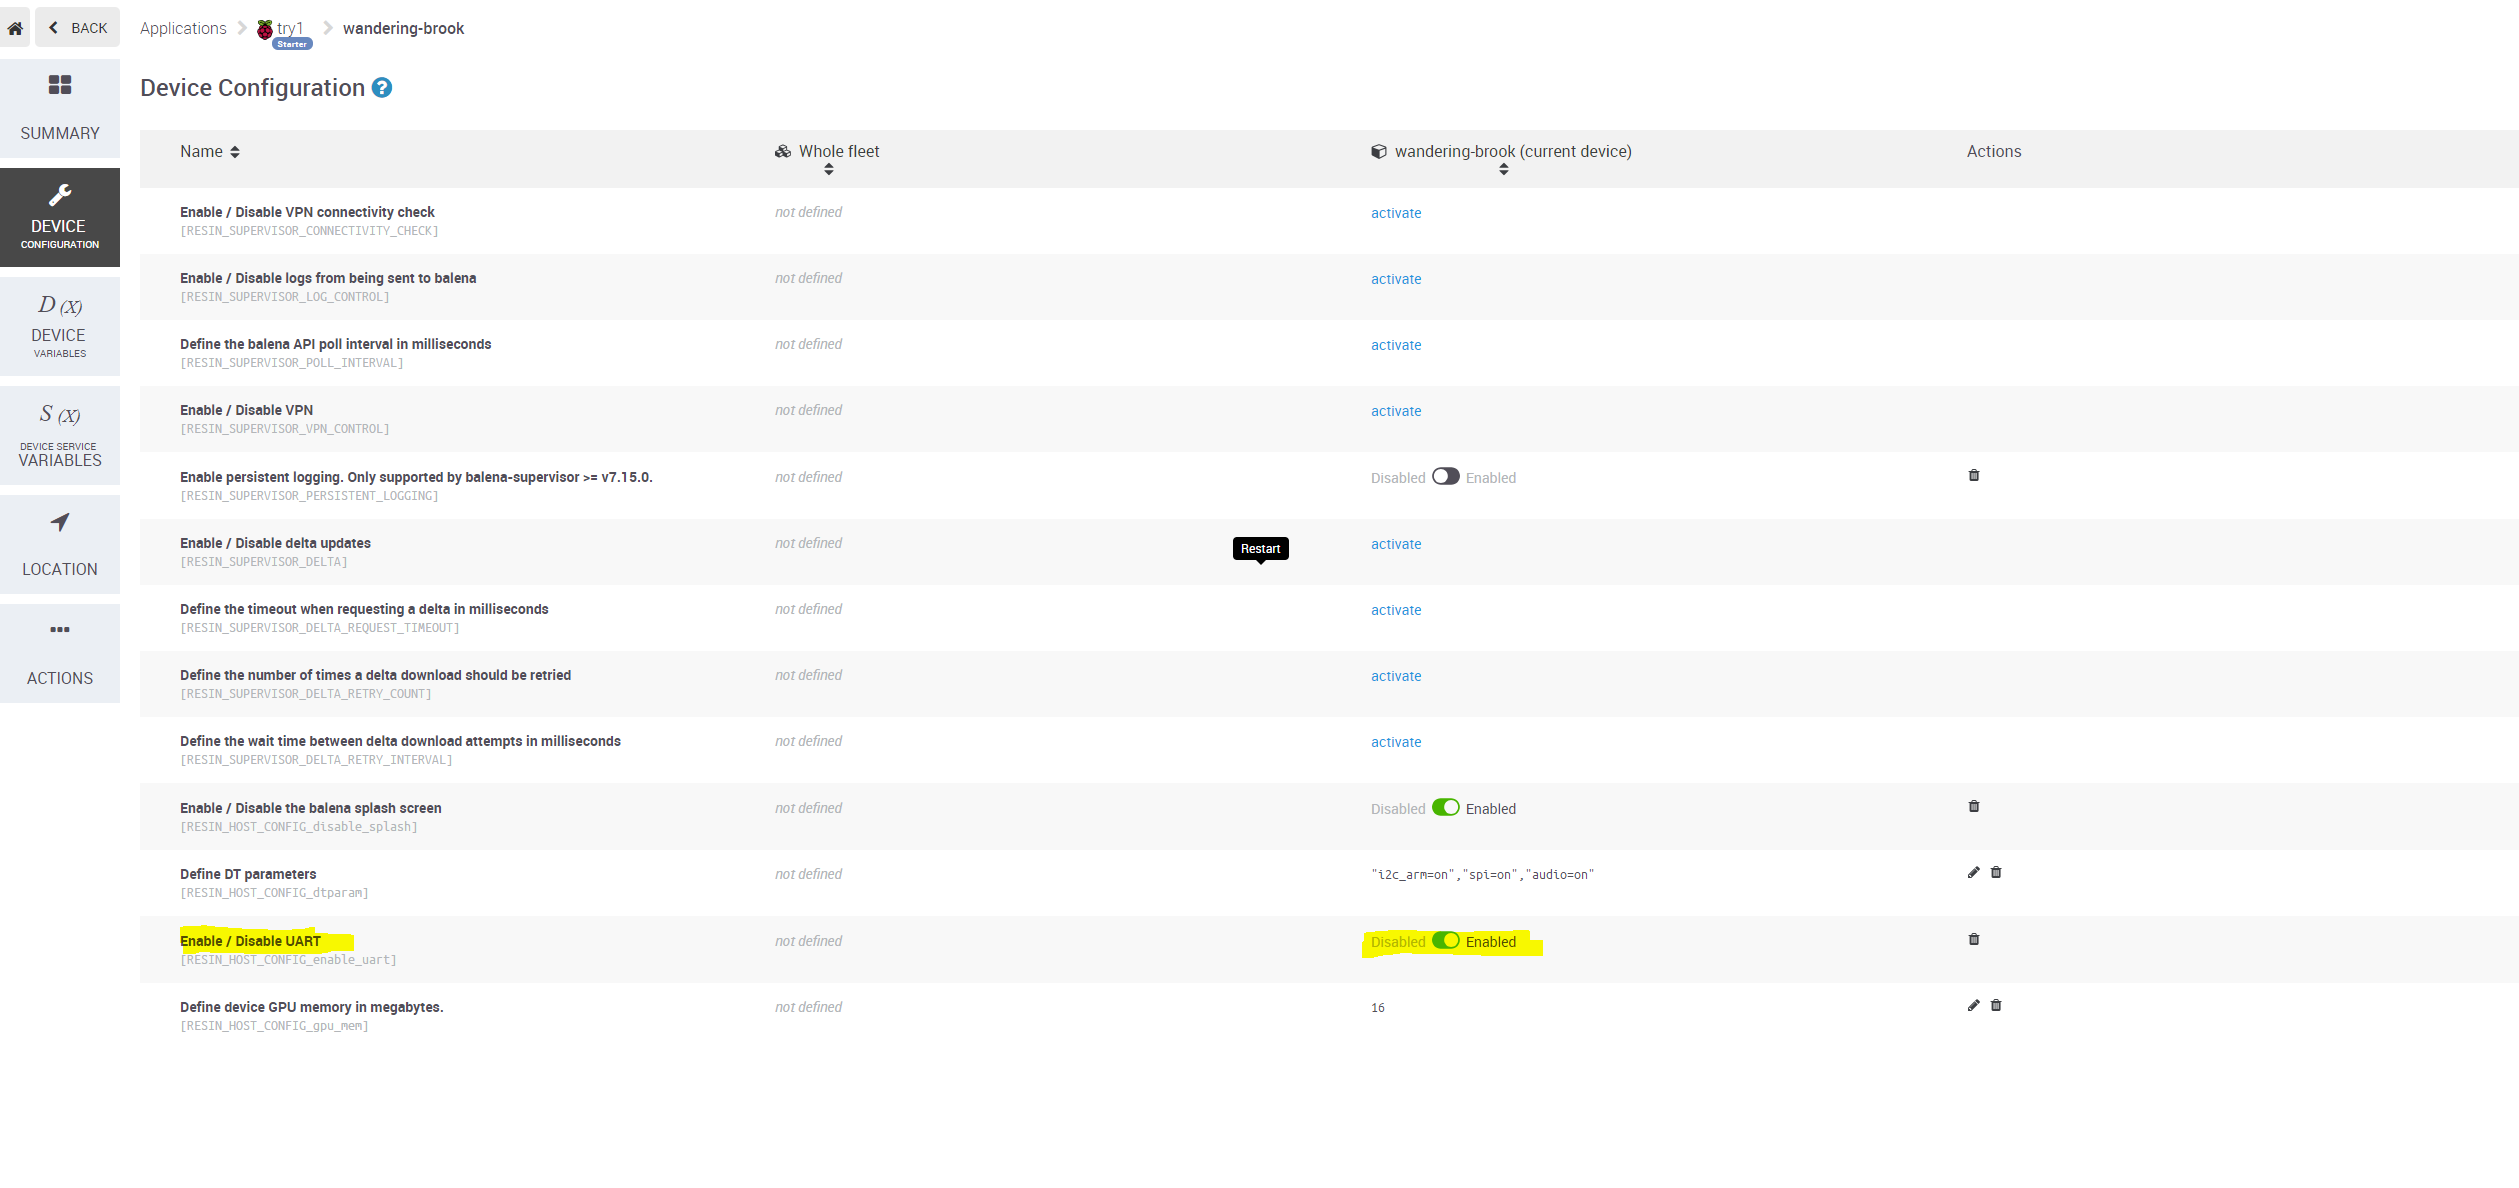 BACK
Applications try1 wandering-brook
Starter
Device Configuration ?
SUMMARY
DEVICE
CONFIGURATION
D (X)
DEVICE
VARIABLES
S (X)
DEVICE SERVICE
VARIABLES
LOCATION
ACTIONS
Name Whole fleet wandering-brook (current device) Actions
Enable / Disable VPN connectivity check not defined activate
[RESIN_SUPERVISOR_CONNECTIVITY_CHECK]
Enable / Disable logs from being sent to balena not defined activate
[RESIN_SUPERVISOR_LOG_CONTROL]
Define the balena API poll interval in milliseconds not defined activate
[RESIN_SUPERVISOR_POLL_INTERVAL]
Enable / Disable VPN not defined activate
[RESIN_SUPERVISOR_VPN_CONTROL]
Enable persistent logging. Only supported by balena-supervisor >= v7.15.0. not defined Disabled Enabled
[RESIN_SUPERVISOR_PERSISTENT_LOGGING]
Enable / Disable delta updates not defined Restart activate
[RESIN_SUPERVISOR_DELTA]
Define the timeout when requesting a delta in milliseconds not defined activate
[RESIN_SUPERVISOR_DELTA_REQUEST_TIMEOUT]
Define the number of times a delta download should be retried not defined activate
[RESIN_SUPERVISOR_DELTA_RETRY_COUNT]
Define the wait time between delta download attempts in milliseconds not defined activate
[RESIN_SUPERVISOR_DELTA_RETRY_INTERVAL]
Enable / Disable the balena splash screen not defined Disabled Enabled
[RESIN_HOST_CONFIG_disable_splash]
Define DT parameters not defined "i2c_arm=on","spi=on","audio=on"
[RESIN_HOST_CONFIG_dtparam]
Enable / Disable UART not defined Disabled Enabled
[RESIN_HOST_CONFIG_enable_uart]
Define device GPU memory in megabytes. not defined 16
[RESIN_HOST_CONFIG_gpu_mem]